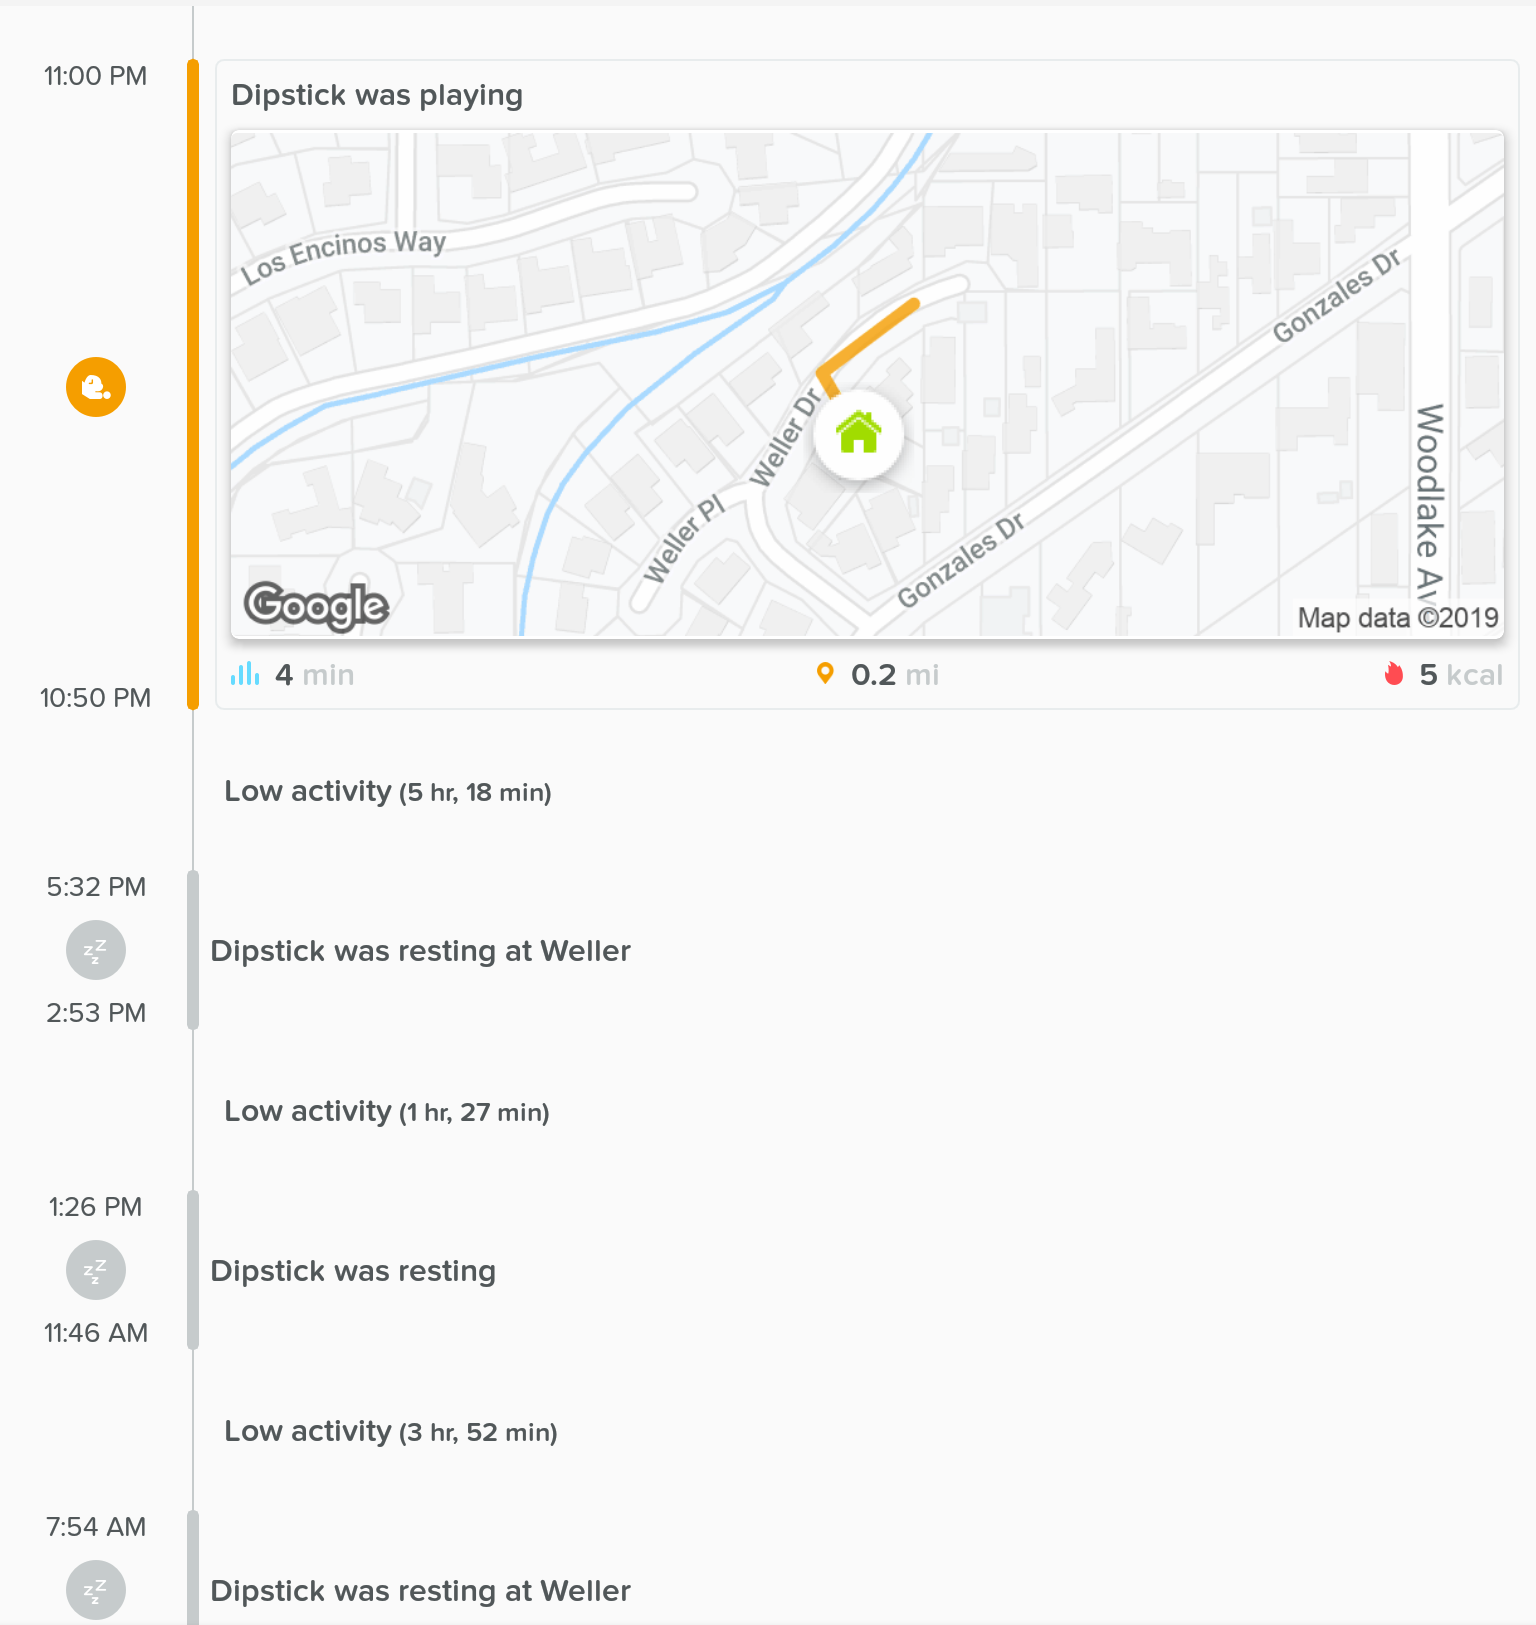 11:00 PM
Dipstick was playing
Los Encinos Way
Gonzales Dr
Weller Dr
Woodlake Av
Weller Pl
Gonzales Dr
Google
Map data ©2019
4 min
0.2 mi
5 kcal
10:50 PM
Low activity (5 hr, 18 min)
5:32 PM
zzz
Dipstick was resting at Weller
2:53 PM
Low activity (1 hr, 27 min)
1:26 PM
zzz
Dipstick was resting
11:46 AM
Low activity (3 hr, 52 min)
7:54 AM
zzz
Dipstick was resting at Weller